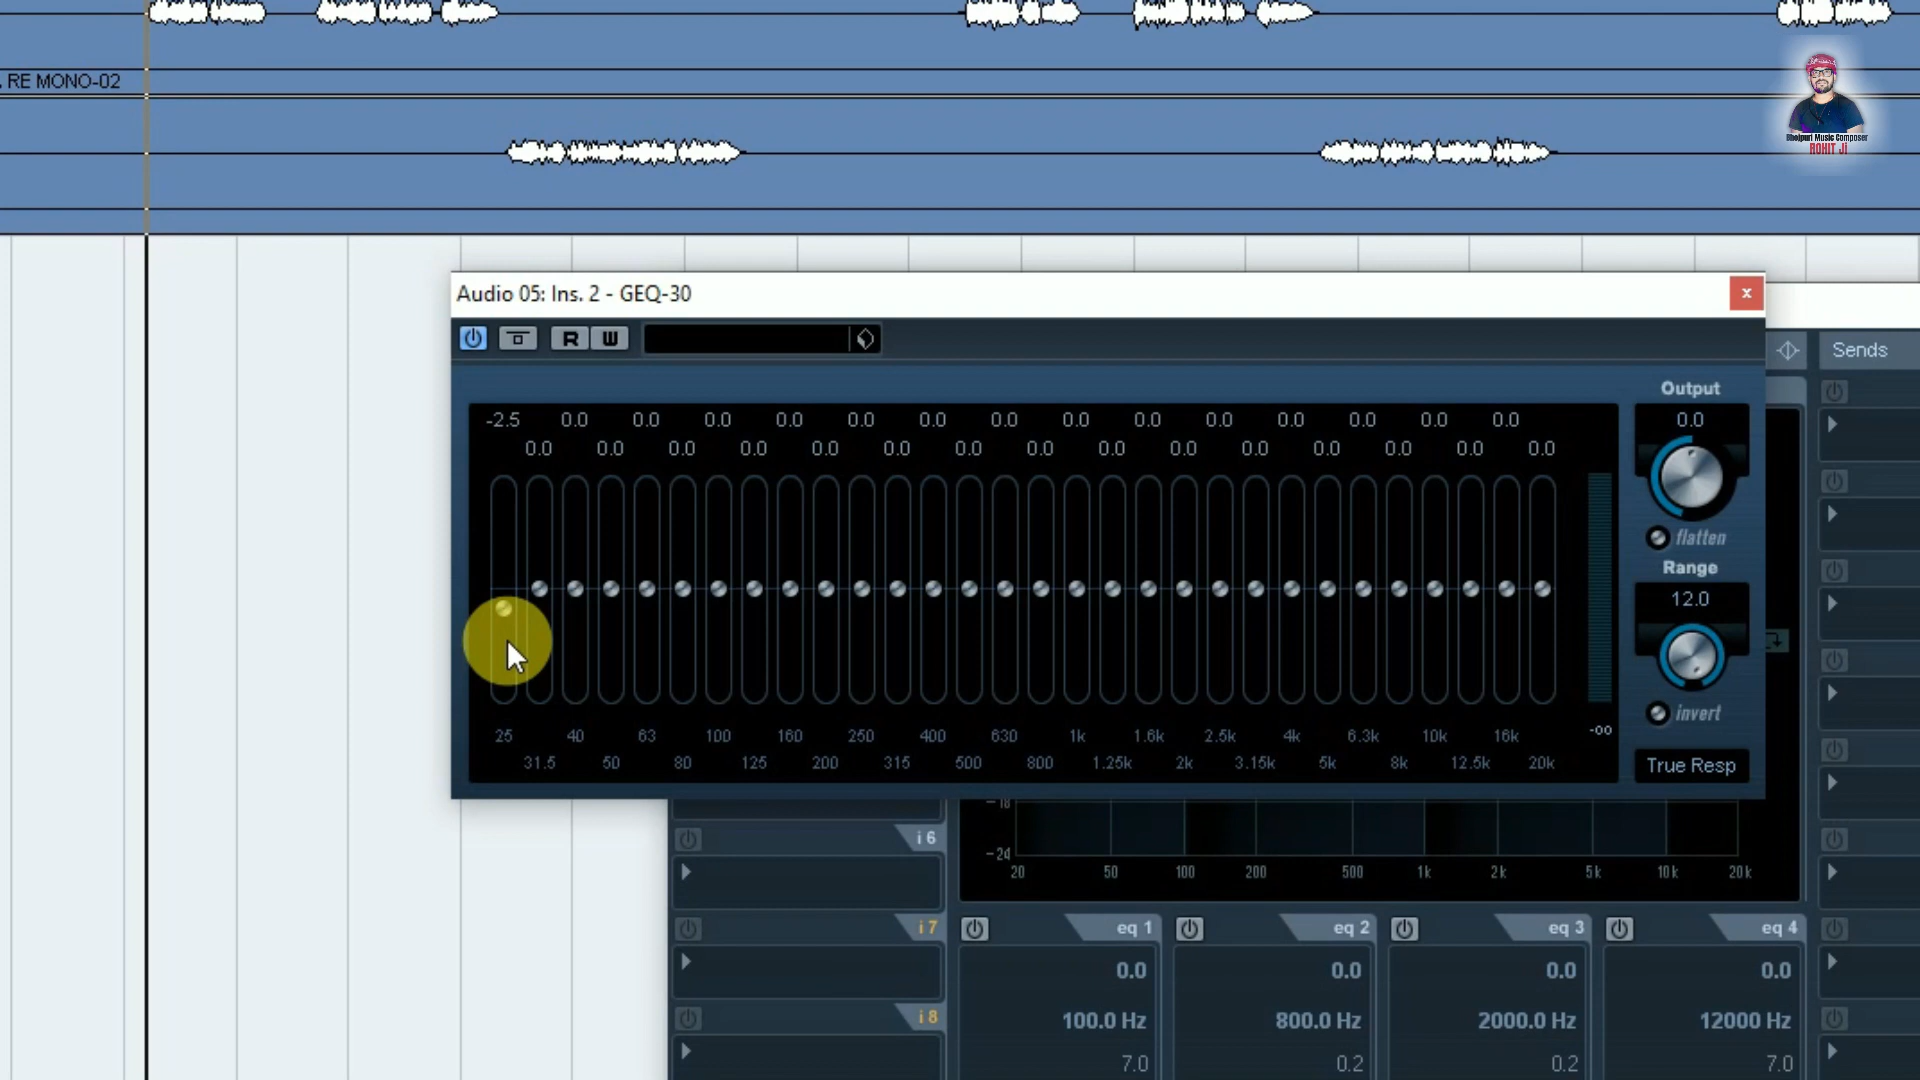 . RE MONO-02
Bhojpuri Music Composer
ROHIT Ji
Audio 05: Ins. 2 - GEQ-30
x
R W
Sends
Output
0.0
flatten
Range
12.0
invert
True Resp
-2.5 0.0 0.0 0.0 0.0 0.0 0.0 0.0 0.0 0.0 0.0 0.0 0.0 0.0 0.0
0.0 0.0 0.0 0.0 0.0 0.0 0.0 0.0 0.0 0.0 0.0 0.0 0.0 0.0 0.0
-oo
25 40 63 100 160 250 400 630 1k 1.6k 2.5k 4k 6.3k 10k 16k
31.5 50 80 125 200 315 500 800 1.25k 2k 3.15k 5k 8k 12.5k 20k
-18
-24
20 50 100 200 500 1k 2k 5k 10k 20k
i 6
i 7
i 8
eq 1 eq 2 eq 3 eq 4
0.0 0.0 0.0 0.0
100.0 Hz 800.0 Hz 2000.0 Hz 12000 Hz
7.0 0.2 0.2 7.0